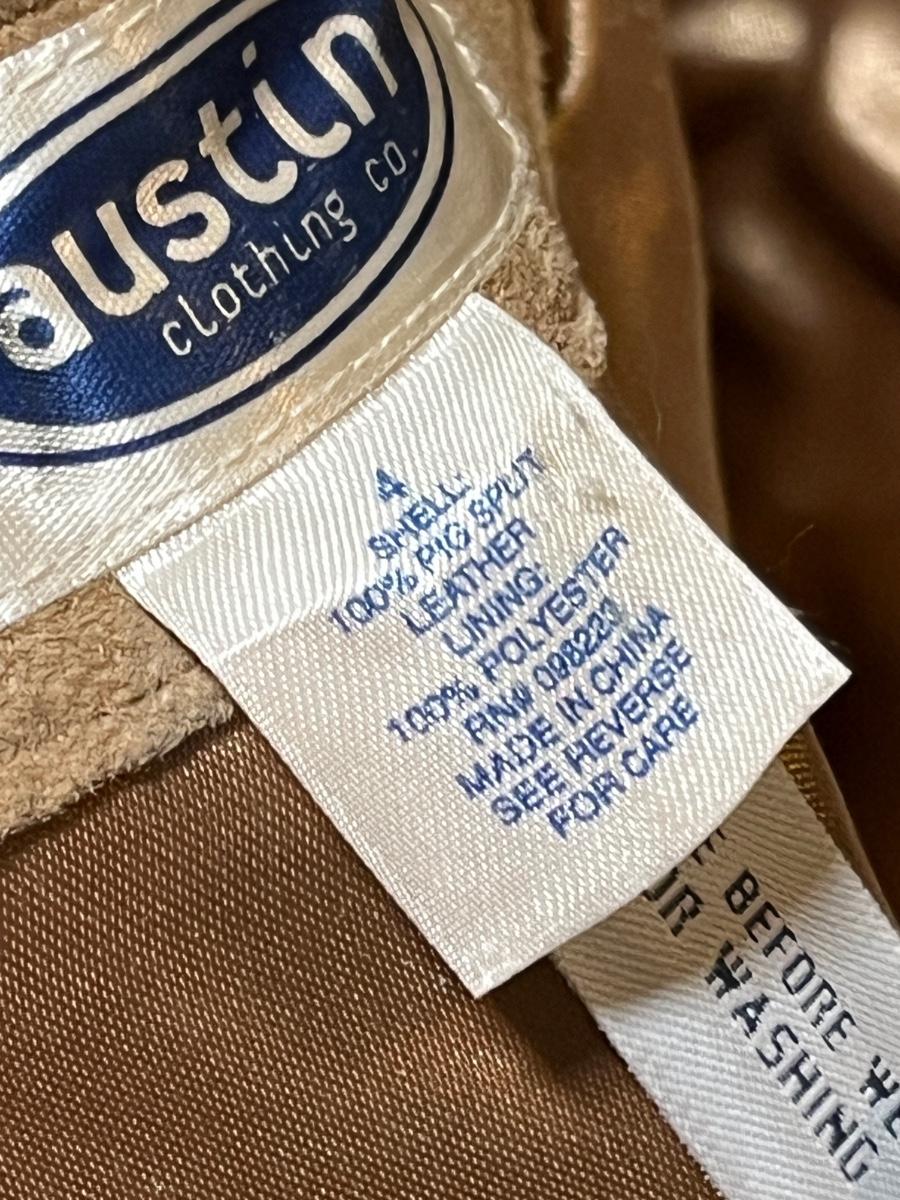 austin
clothing co.
4
SHELL:
100% PIG SPLIT
LEATHER
LINING:
100% POLYESTER
RN#
MADE IN CHINA
SEE REVERSE
FOR CARE
BEFORE
WASHING